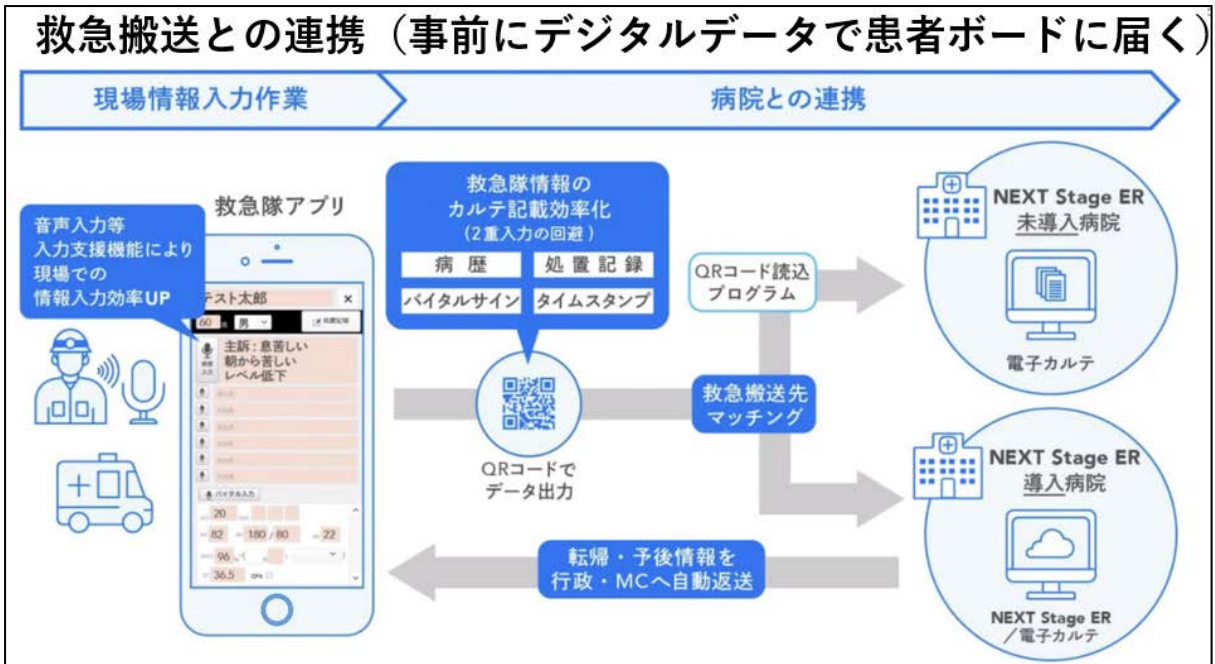 救急搬送との連携（事前にデジタルデータで患者ボードに届く）
現場情報入力作業
病院との連携
音声入力等
入力支援機能により
現場での
情報入力効率UP
救急隊アプリ
テスト太郎
×
60
男
主訴：息苦しい
朝から苦しい
レベル低下
バイタル入力
20
82
180 / 80
22
96
36.5
CPA
救急隊情報の
カルテ記載効率化
（2重入力の回避）
病歴
処置記録
バイタルサイン
タイムスタンプ
QRコードで
データ出力
QRコード読込
プログラム
救急搬送先
マッチング
転帰・予後情報を
行政・MCへ自動返送
NEXT Stage ER
未導入病院
電子カルテ
NEXT Stage ER
導入病院
NEXT Stage ER
／電子カルテ